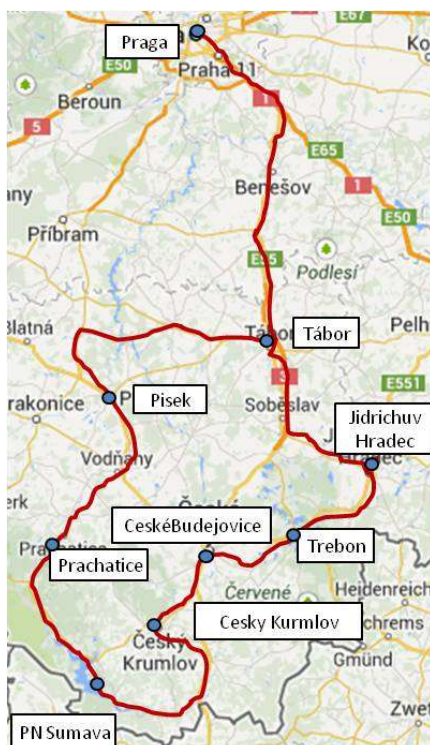 Praga
Praha 11
E50
E67
Ko
Beroun
1
5
any
E65
Benešov
1
Příbram
E50
E55
Podlesí
Blatná
Tábor
Tábor
Pelh
3
E551
Pisek
rakonice
Soběslav
Jidrichuv
Hradec
Vodňany
erk
CeskéBudejovice
Prachatice
Trebon
Červené
Heidenreich
Cesky Kurmlov
Český
Krumlov
chrems
Gmünd
PN Sumava
Zwet